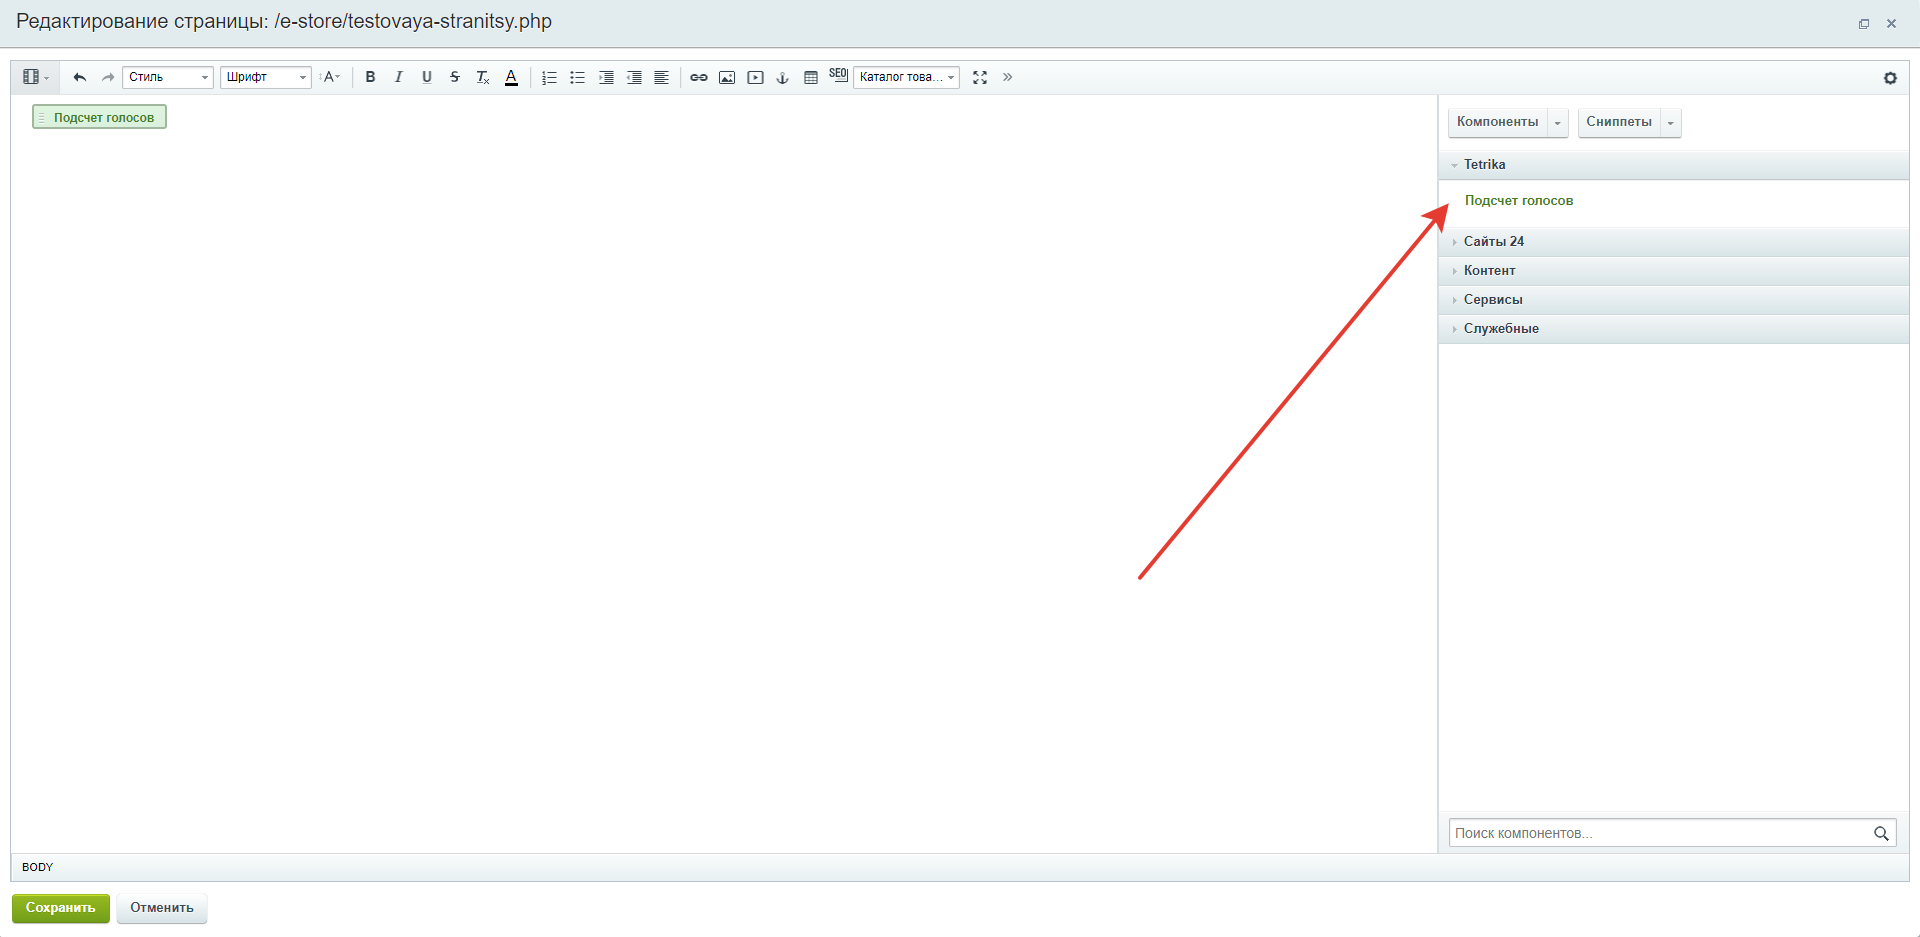 Редактирование страницы: /e-store/testovaya-stranitsy.php
Стиль Шрифт A B I U S Tx A SEO Каталог това...
Подсчет голосов
Компоненты Сниппеты
Tetrika
Подсчет голосов
Сайты 24
Контент
Сервисы
Служебные
Поиск компонентов...
BODY
Сохранить Отменить